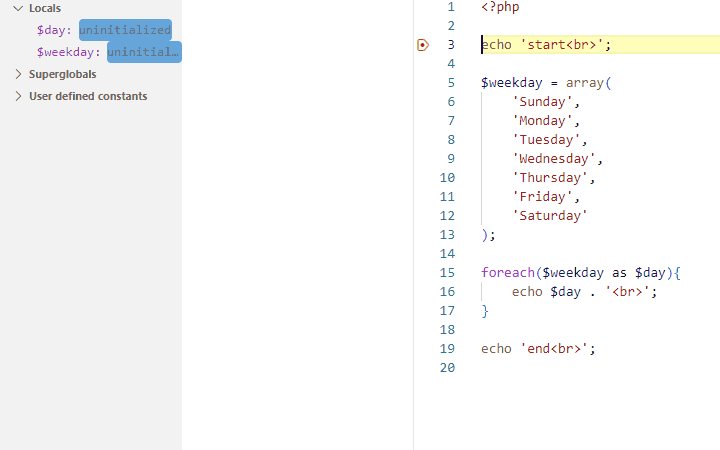 Locals
$day: uninitialized
$weekday: uninitial...
Superglobals
User defined constants
1 <?php
2
3 echo 'start<br>';
4
5 $weekday = array(
6 'Sunday',
7 'Monday',
8 'Tuesday',
9 'Wednesday',
10 'Thursday',
11 'Friday',
12 'Saturday'
13 );
14
15 foreach($weekday as $day){
16 echo $day . '<br>';
17 }
18
19 echo 'end<br>';
20